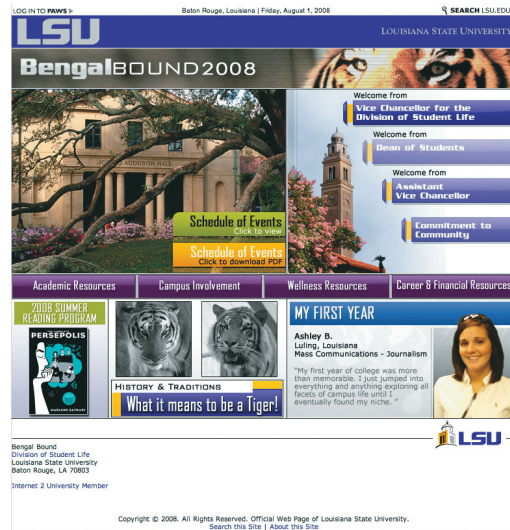 LOG IN TO PAWS
Baton Rouge, Louisiana | Friday, August 1, 2008
SEARCH LSU.EDU
LSU
LOUISIANA STATE UNIVERSITY
BengalBOUND2008
Welcome from
Vice Chancellor for the
Division of Student Life
Welcome from
Dean of Students
Welcome from
Assistant
Vice Chancellor
Commitment to
Community
JOHN J AUDUBON HALL
Schedule of Events
Click to view
Schedule of Events
Click to download PDF
Academic Resources
Campus Involvement
Wellness Resources
Career & Financial Resources
2008 SUMMER
READING PROGRAM
PERSEPOLIS
MARJANE SATRAPI
HISTORY & TRADITIONS
What it means to be a Tiger!
MY FIRST YEAR
Ashley B.
Luling, Louisiana
Mass Communications - Journalism
"My first year of college was more
than memorable. I just jumped into
everything and anything exploring all
facets of campus life until I
eventually found my niche. "
LSU
Bengal Bound
Division of Student Life
Louisiana State University
Baton Rouge, LA 70803
Internet 2 University Member
Copyright © 2008. All Rights Reserved. Official Web Page of Louisiana State University.
Search this Site | About this Site